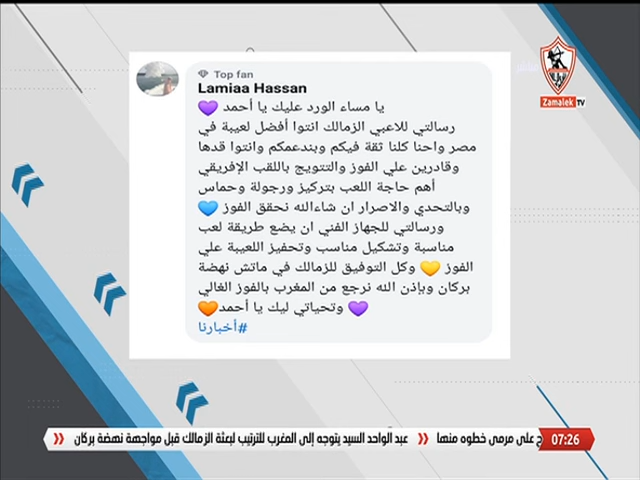 Top fan
Lamiaa Hassan
يا مساء الورد عليك يا أحمد 💜
رسالتي للاعبي الزمالك انتوا أفضل لعيبة في
مصر واحنا كلنا ثقة فيكم وبندعمكم وانتوا قدها
وقادرين علي الفوز والتتويج باللقب الإفريقي
أهم حاجة اللعب بتركيز ورجولة وحماس
وبالتحدي والاصرار ان شاءالله نحقق الفوز 💙
ورسالتي للجهاز الفني ان يضع طريقة لعب
مناسبة وتشكيل مناسب وتحفيز اللعيبة علي
الفوز 💛 وكل التوفيق للزمالك في ماتش نهضة
بركان وبإذن الله نرجع من المغرب بالفوز الغالي
💜 وتحياتي ليك يا أحمد🧡
#أخبارنا
Zamalek TV
07:26
ح على مرمى خطوه منها » عبد الواحد السيد يتوجه إلى المغرب للترتيب لبعثة الزمالك قبل مواجهة نهضة بركان »